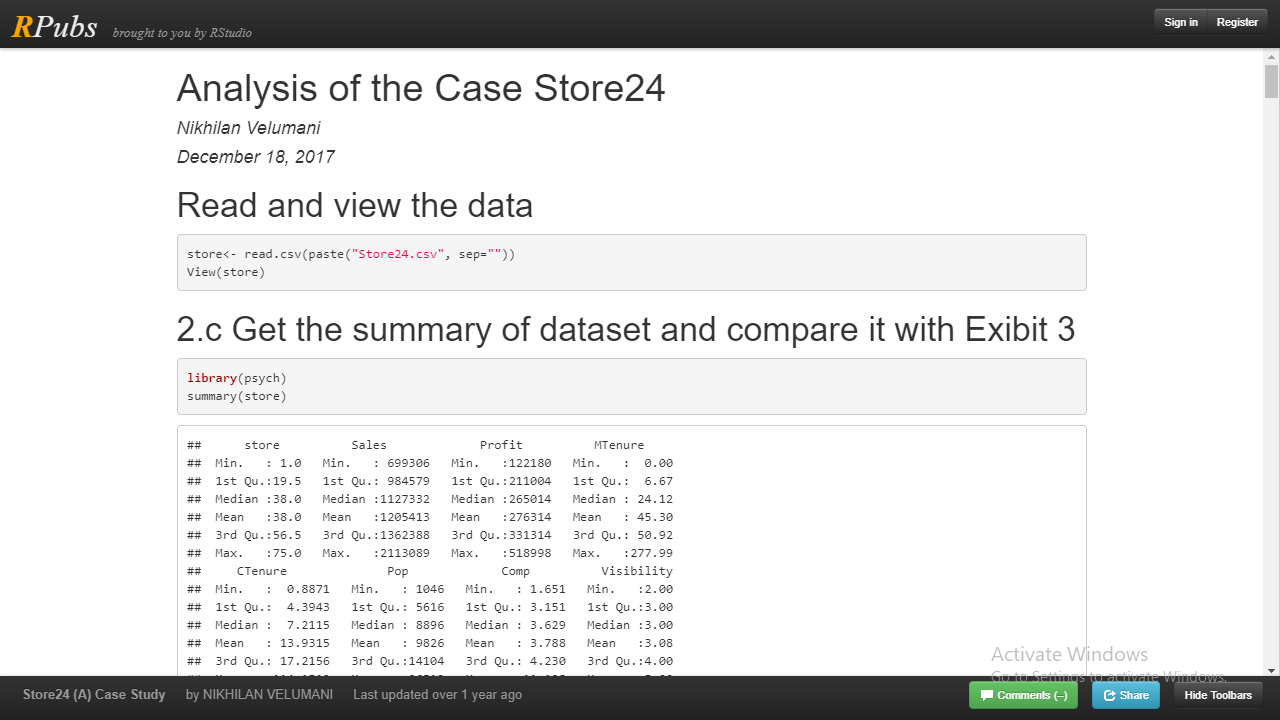 RPubs brought to you by RStudio Sign in Register
Analysis of the Case Store24
Nikhilan Velumani
December 18, 2017
Read and view the data
store<- read.csv(paste("Store24.csv", sep=""))
View(store)
2.c Get the summary of dataset and compare it with Exibit 3
library(psych)
summary(store)
##      store          Sales             Profit          MTenure
##  Min.   : 1.0   Min.   : 699306   Min.   :122180   Min.   :  0.00
##  1st Qu.:19.5   1st Qu.: 984579   1st Qu.:211004   1st Qu.:  6.67
##  Median :38.0   Median :1127332   Median :265014   Median : 24.12
##  Mean   :38.0   Mean   :1205413   Mean   :276314   Mean   : 45.30
##  3rd Qu.:56.5   3rd Qu.:1362388   3rd Qu.:331314   3rd Qu.: 50.92
##  Max.   :75.0   Max.   :2113089   Max.   :518998   Max.   :277.99
##     CTenure              Pop             Comp          Visibility
##  Min.   :  0.8871   Min.   : 1046   Min.   : 1.651   Min.   :2.00
##  1st Qu.:  4.3943   1st Qu.: 5616   1st Qu.: 3.151   1st Qu.:3.00
##  Median :  7.2115   Median : 8896   Median : 3.629   Median :3.00
##  Mean   : 13.9315   Mean   : 9826   Mean   : 3.788   Mean   :3.08
##  3rd Qu.: 17.2156   3rd Qu.:14104   3rd Qu.: 4.230   3rd Qu.:4.00
Activate Windows
Go to Settings to activate Windows.
Store24 (A) Case Study by NIKHILAN VELUMANI Last updated over 1 year ago Comments (–) Share Hide Toolbars